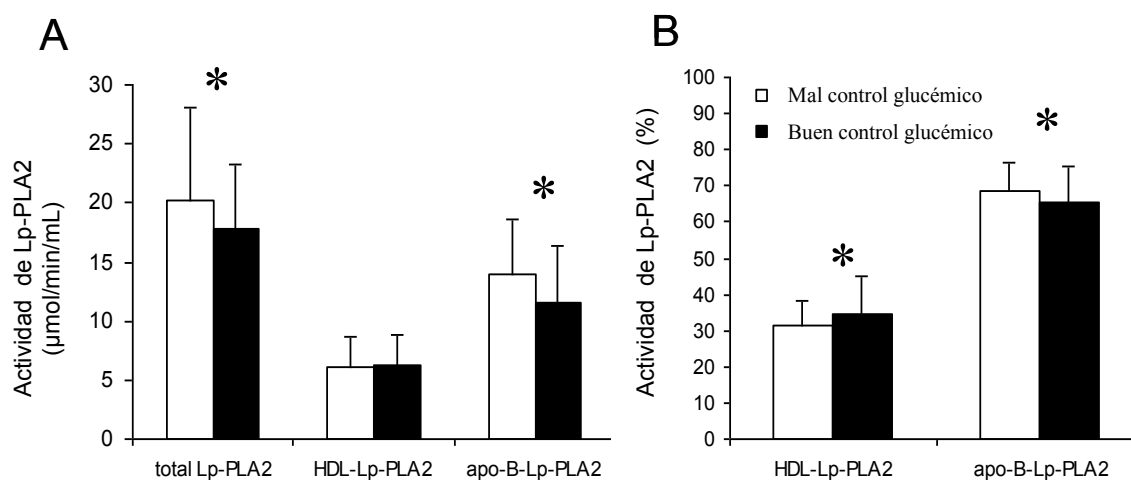 A
Actividad de Lp-PLA2
(µmol/min/mL)
30
25
20
15
10
5
0
*
*
total Lp-PLA2
HDL-Lp-PLA2
apo-B-Lp-PLA2
B
Actividad de Lp-PLA2 (%)
100
90
80
70
60
50
40
30
20
10
0
Mal control glucémico
Buen control glucémico
*
*
HDL-Lp-PLA2
apo-B-Lp-PLA2